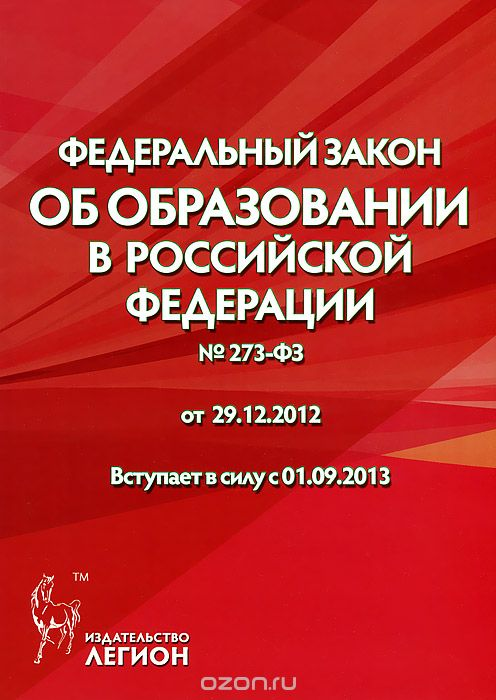 ФЕДЕРАЛЬНЫЙ ЗАКОН
ОБ ОБРАЗОВАНИИ
В РОССИЙСКОЙ
ФЕДЕРАЦИИ
№ 273-ФЗ
от 29.12.2012
Вступает в силу с 01.09.2013
TM
ИЗДАТЕЛЬСТВО
ЛЕГИОН
ozon.ru